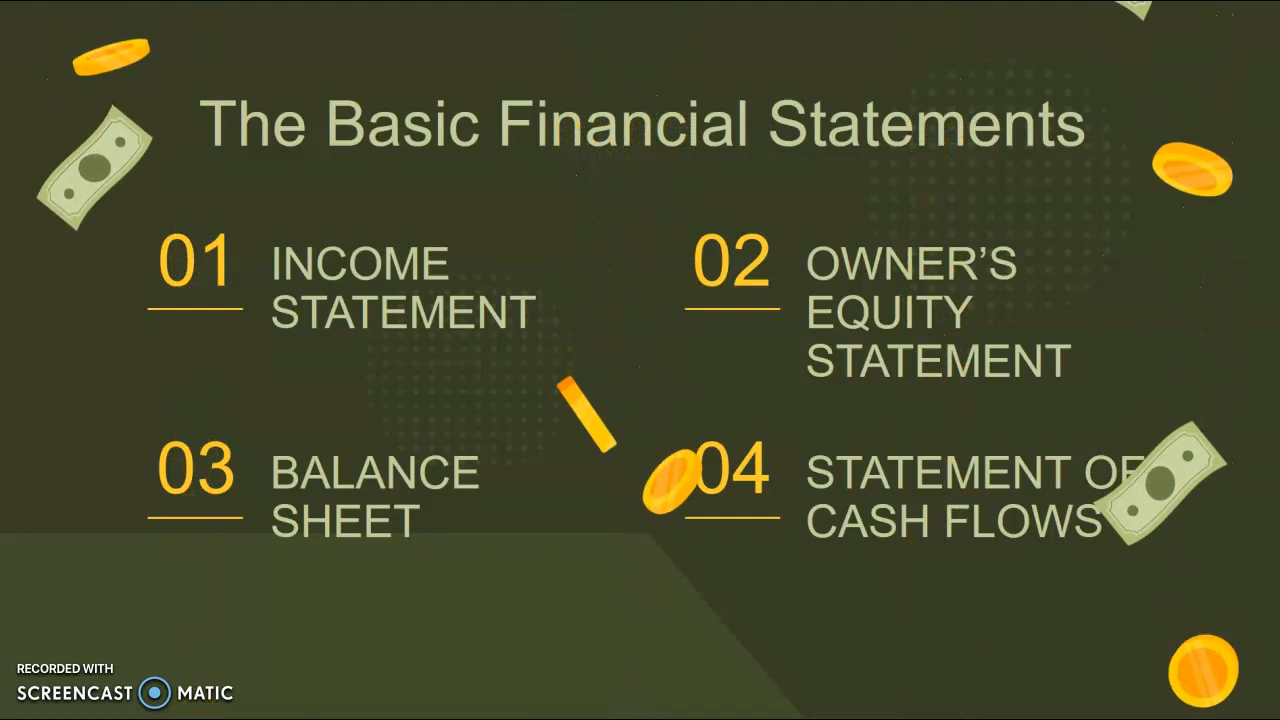 The Basic Financial Statements
01
INCOME
STATEMENT
02
OWNER'S
EQUITY
STATEMENT
03
BALANCE
SHEET
04
STATEMENT OF
CASH FLOWS
RECORDED WITH
SCREENCAST MATIC